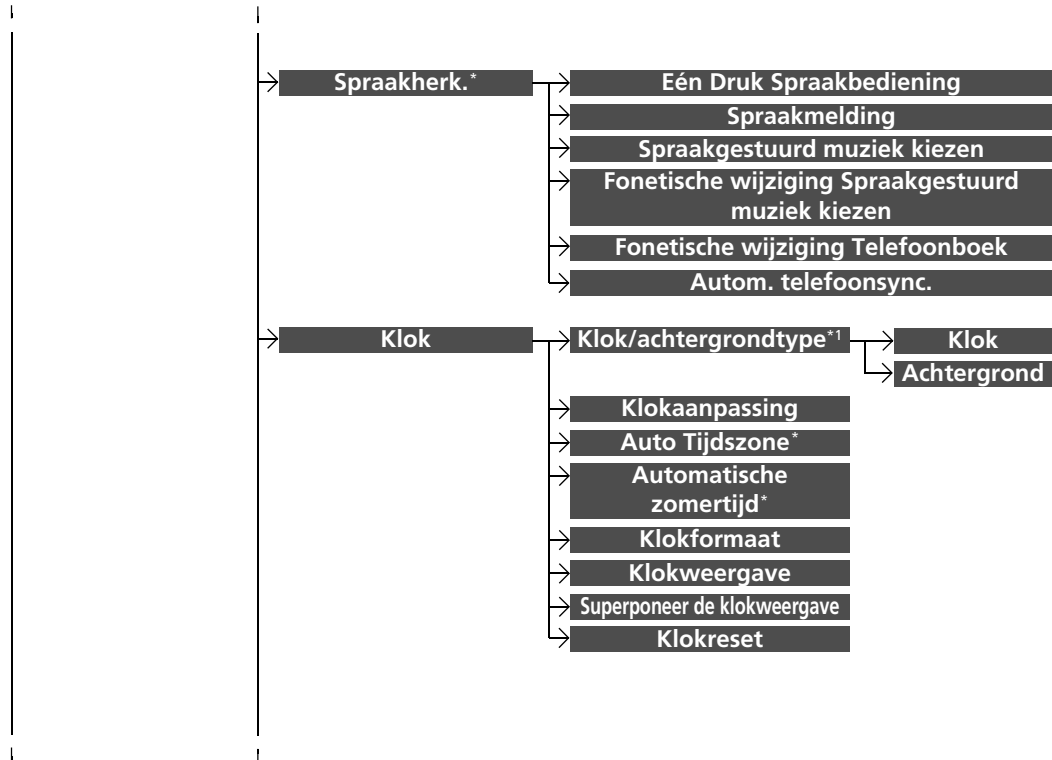 Spraakherk.*
Eén Druk Spraakbediening
Spraakmelding
Spraakgestuurd muziek kiezen
Fonetische wijziging Spraakgestuurd
muziek kiezen
Fonetische wijziging Telefoonboek
Autom. telefoonsync.
Klok
Klok/achtergrondtype*1
Klok
Achtergrond
Klokaanpassing
Auto Tijdszone*
Automatische
zomertijd*
Klokformaat
Klokweergave
Superponeer de klokweergave
Klokreset